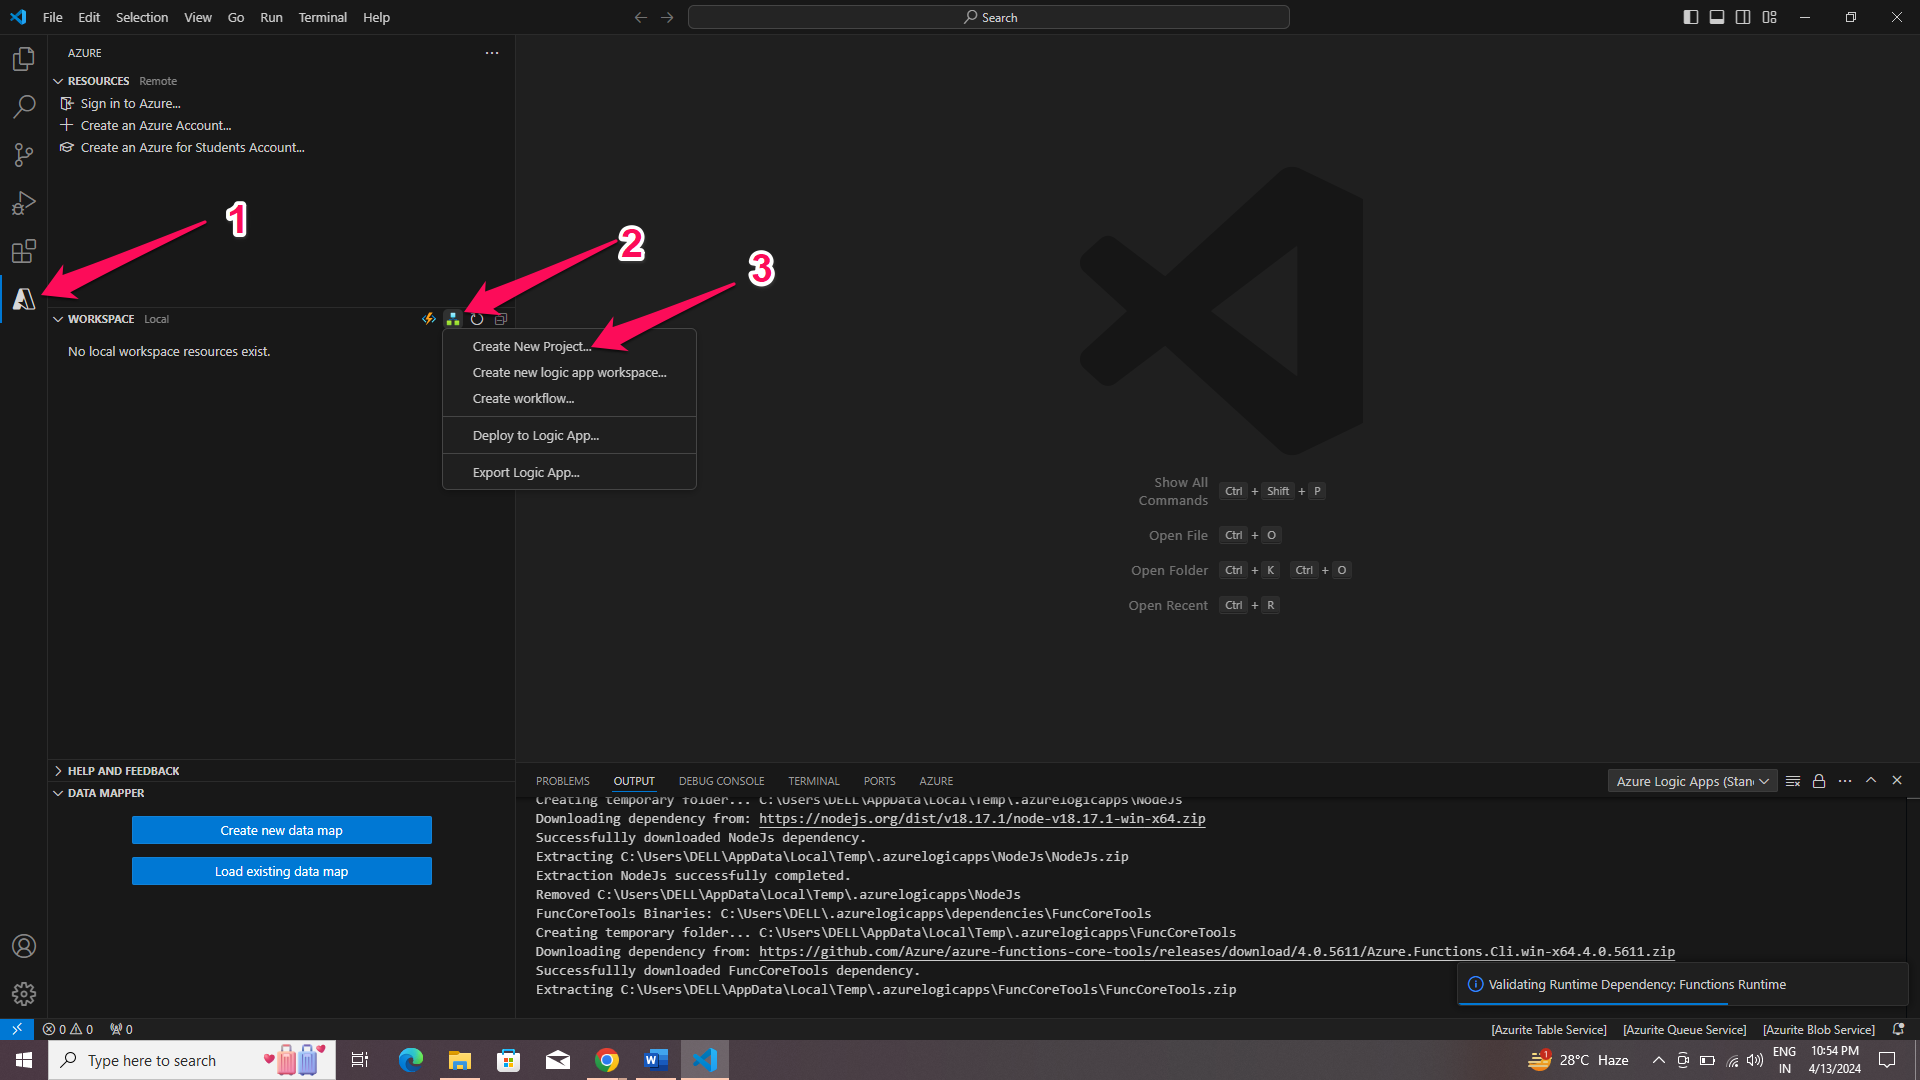 File Edit Selection View Go Run Terminal Help
Search
AZURE
RESOURCES Remote
Sign in to Azure...
Create an Azure Account...
Create an Azure for Students Account...
1
2
3
WORKSPACE Local
No local workspace resources exist.
Create New Project...
Create new logic app workspace...
Create workflow...
Deploy to Logic App...
Export Logic App...
Show All Commands Ctrl + Shift + P
Open File Ctrl + O
Open Folder Ctrl + K Ctrl + O
Open Recent Ctrl + R
HELP AND FEEDBACK
DATA MAPPER
Create new data map
Load existing data map
PROBLEMS OUTPUT DEBUG CONSOLE TERMINAL PORTS AZURE
Azure Logic Apps (Stand
Creating temporary folder... C:\Users\DELL\AppData\Local\Temp\.azurelogicapps\NodeJs
Downloading dependency from: https://nodejs.org/dist/v18.17.1/node-v18.17.1-win-x64.zip
Successfullly downloaded NodeJs dependency.
Extracting C:\Users\DELL\AppData\Local\Temp\.azurelogicapps\NodeJs\NodeJs.zip
Extraction NodeJs successfully completed.
Removed C:\Users\DELL\AppData\Local\Temp\.azurelogicapps\NodeJs
FuncCoreTools Binaries: C:\Users\DELL\.azurelogicapps\dependencies\FuncCoreTools
Creating temporary folder... C:\Users\DELL\AppData\Local\Temp\.azurelogicapps\FuncCoreTools
Downloading dependency from: https://github.com/Azure/azure-functions-core-tools/releases/download/4.0.5611/Azure.Functions.Cli.win-x64.4.0.5611.zip
Successfullly downloaded FuncCoreTools dependency.
Extracting C:\Users\DELL\AppData\Local\Temp\.azurelogicapps\FuncCoreTools\FuncCoreTools.zip
Validating Runtime Dependency: Functions Runtime
0 0 0
[Azurite Table Service] [Azurite Queue Service] [Azurite Blob Service]
Type here to search
1
28°C Haze
ENG
IN
10:54 PM
4/13/2024